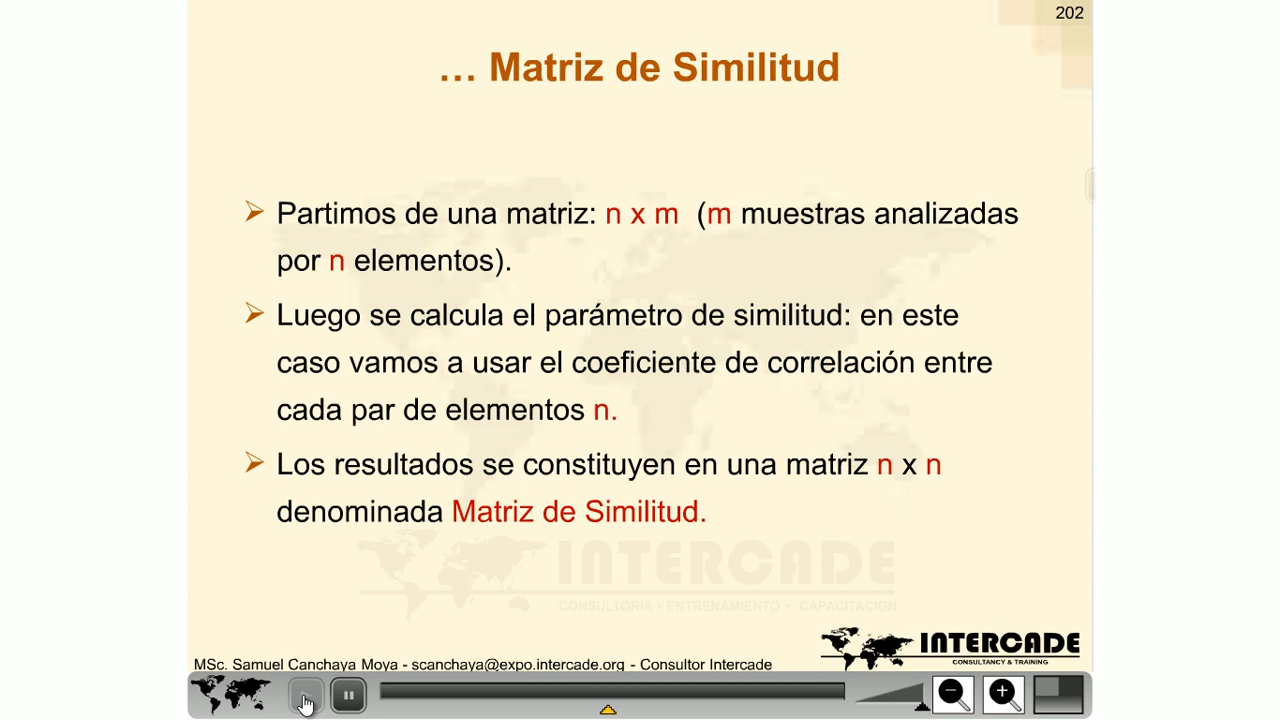 202
... Matriz de Similitud
➢ Partimos de una matriz: n x m (m muestras analizadas
por n elementos).
➢ Luego se calcula el parámetro de similitud: en este
caso vamos a usar el coeficiente de correlación entre
cada par de elementos n.
➢ Los resultados se constituyen en una matriz n x n
denominada Matriz de Similitud.
INTERCADE
CONSULTORIA • ENTRENAMIENTO • CAPACITACION
INTERCADE
CONSULTANCY & TRAINING
MSc. Samuel Canchaya Moya - scanchaya@expo.intercade.org - Consultor Intercade